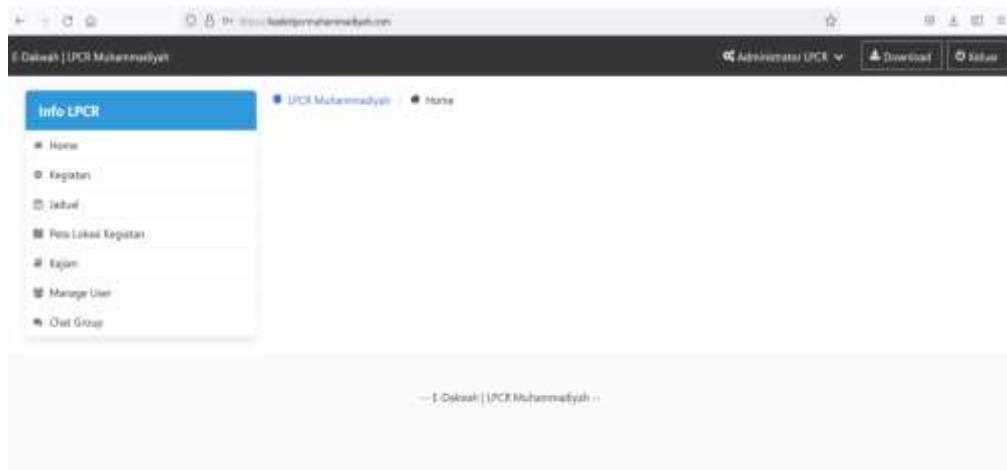 E-Dakwah | LPCR Muhammadiyah
Administrator LPCR
Download
Keluar
Info LPCR
LPCR Muhammadiyah / Home
Home
Kegiatan
Jadual
Peta Lokasi Kegiatan
Kajian
Manage User
Chat Group
-- E-Dakwah | LPCR Muhammadiyah --